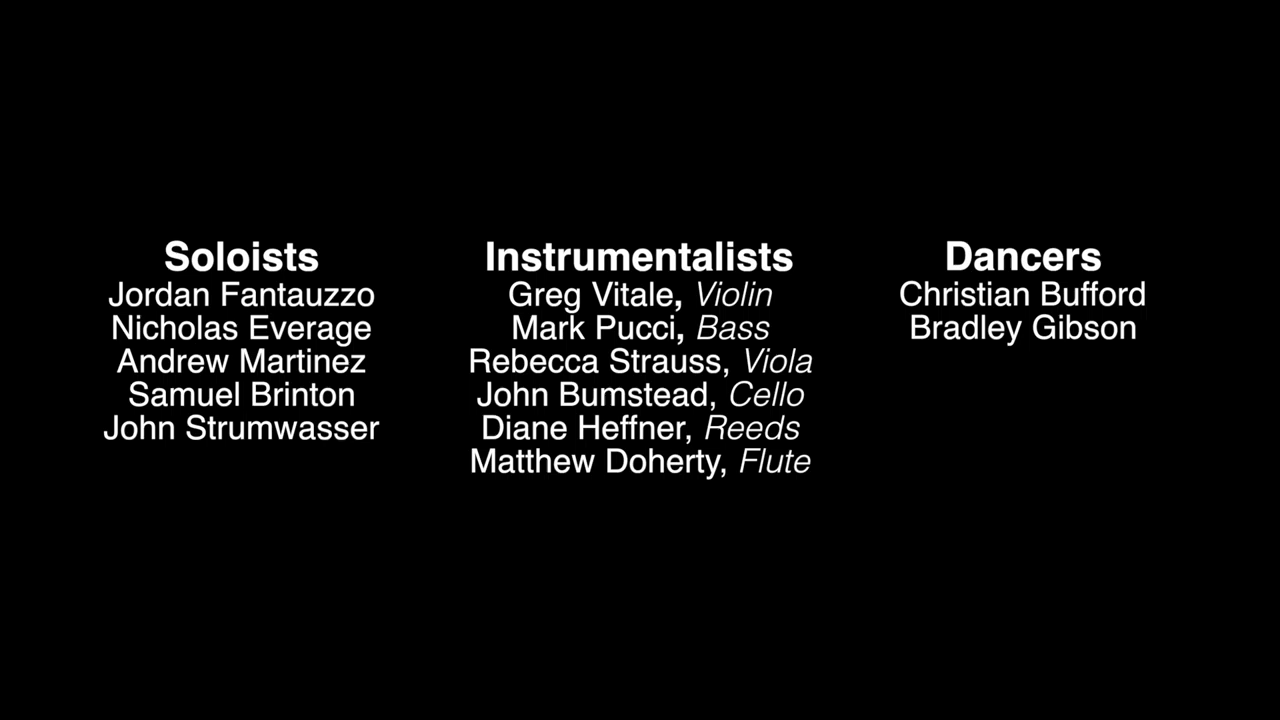 Soloists
Jordan Fantauzzo
Nicholas Everage
Andrew Martinez
Samuel Brinton
John Strumwasser
Instrumentalists
Greg Vitale, Violin
Mark Pucci, Bass
Rebecca Strauss, Viola
John Bumstead, Cello
Diane Heffner, Reeds
Matthew Doherty, Flute
Dancers
Christian Bufford
Bradley Gibson